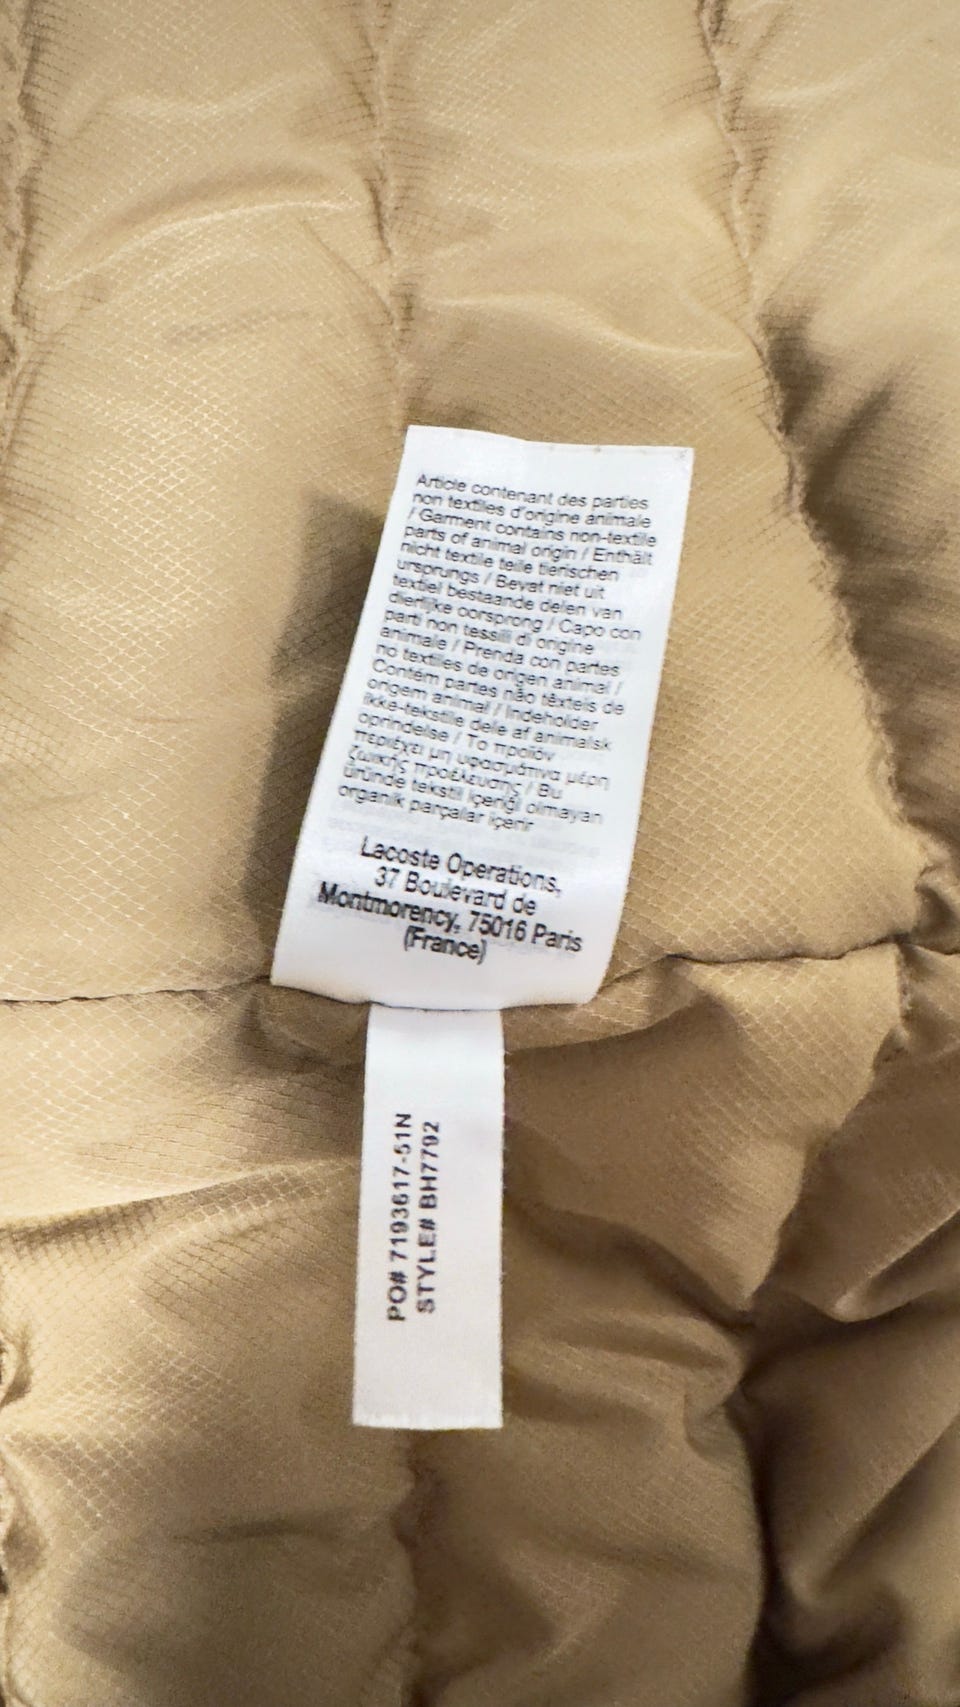 Article contenant des parties
non textiles d'origine animale
/ Garment contains non-textile
parts of animal origin / Enthält
nicht textile teile tierischen
ursprungs / Bevat niet uit
textiel bestaande delen van
dierlijke oorsprong / Capo con
parti non tessili di origine
animale / Prenda con partes
no textiles de origen animal /
Contém partes não têxteis de
origem animal / Indeholder
ikke-tekstile dele af animalsk
oprindelse / Το προϊόν
περιέχει μη υφασμάτινα μέρη
ζωικής προέλευσης / Bu
üründe tekstil içeriği olmayan
organik parçalar içerir
Lacoste Operations,
37 Boulevard de
Montmorency, 75016 Paris
(France)
PO# 7193617-51N
STYLE# BH7792